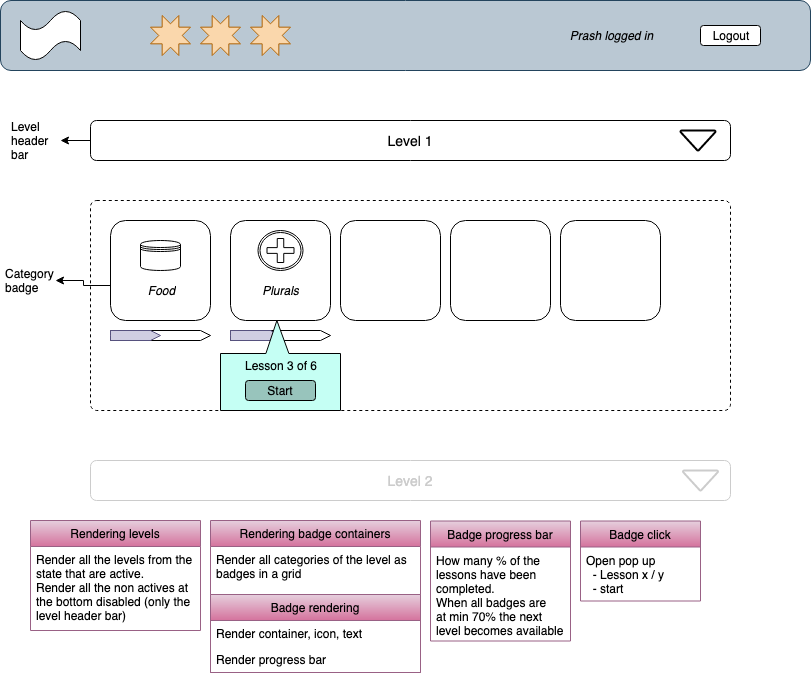 Prash logged in
Logout
Level
header
bar
Level 1
Category
badge
Food
Plurals
Lesson 3 of 6
Start
Level 2
Rendering levels
Render all the levels from the
state that are active.
Render all the non actives at
the bottom disabled (only the
level header bar)
Rendering badge containers
Render all categories of the level as
badges in a grid
Badge rendering
Render container, icon, text
Render progress bar
Badge progress bar
How many % of the
lessons have been
completed.
When all badges are
at min 70% the next
level becomes available
Badge click
Open pop up
- Lesson x / y
- start